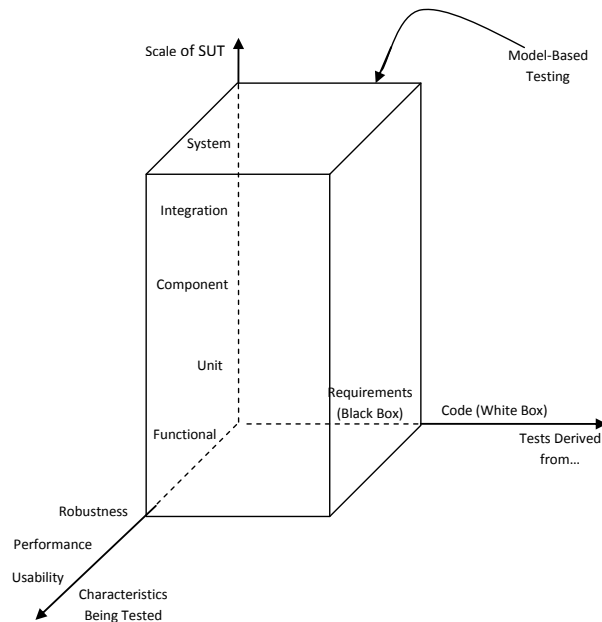 Scale of SUT
Model-Based
Testing
System
Integration
Component
Unit
Requirements
(Black Box)
Code (White Box)
Functional
Tests Derived
from…
Robustness
Performance
Usability
Characteristics
Being Tested